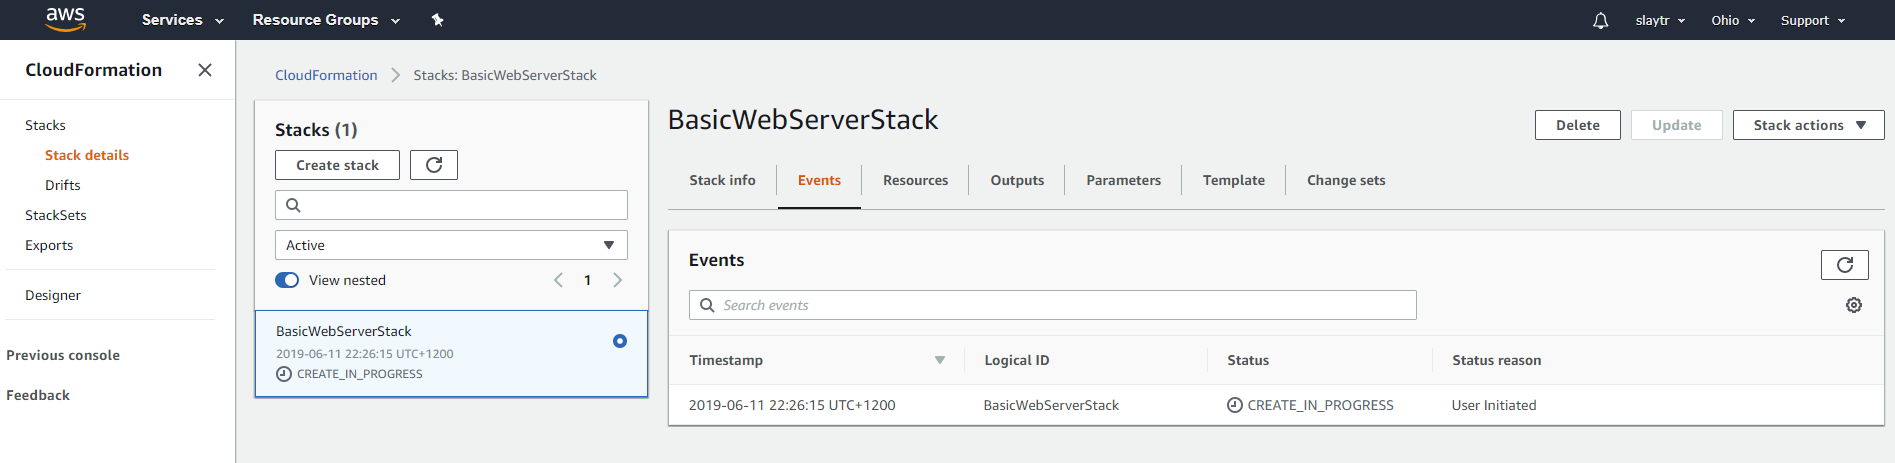 aws Services Resource Groups slaytr Ohio Support
CloudFormation
Stacks
Stack details
Drifts
StackSets
Exports
Designer
Previous console
Feedback
CloudFormation Stacks: BasicWebServerStack
Stacks (1)
Create stack
Active
View nested 1
BasicWebServerStack
2019-06-11 22:26:15 UTC+1200
CREATE_IN_PROGRESS
BasicWebServerStack
Delete Update Stack actions
Stack info Events Resources Outputs Parameters Template Change sets
Events
Search events
Timestamp Logical ID Status Status reason
2019-06-11 22:26:15 UTC+1200 BasicWebServerStack CREATE_IN_PROGRESS User Initiated